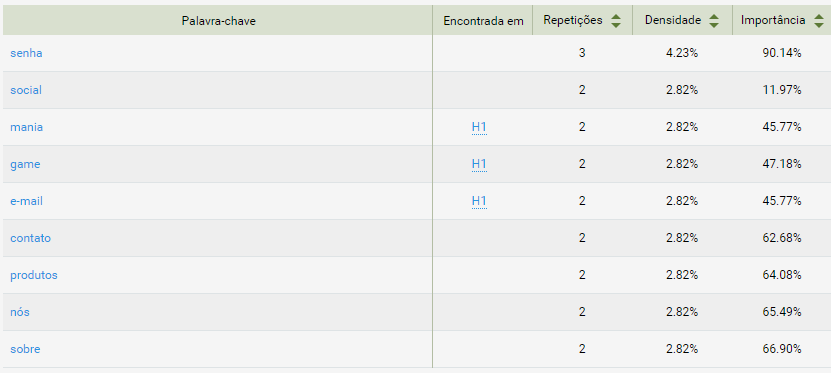 Palavra-chave Encontrada em Repetições Densidade Importância
senha 3 4.23% 90.14%
social 2 2.82% 11.97%
mania H1 2 2.82% 45.77%
game H1 2 2.82% 47.18%
e-mail H1 2 2.82% 45.77%
contato 2 2.82% 62.68%
produtos 2 2.82% 64.08%
nós 2 2.82% 65.49%
sobre 2 2.82% 66.90%